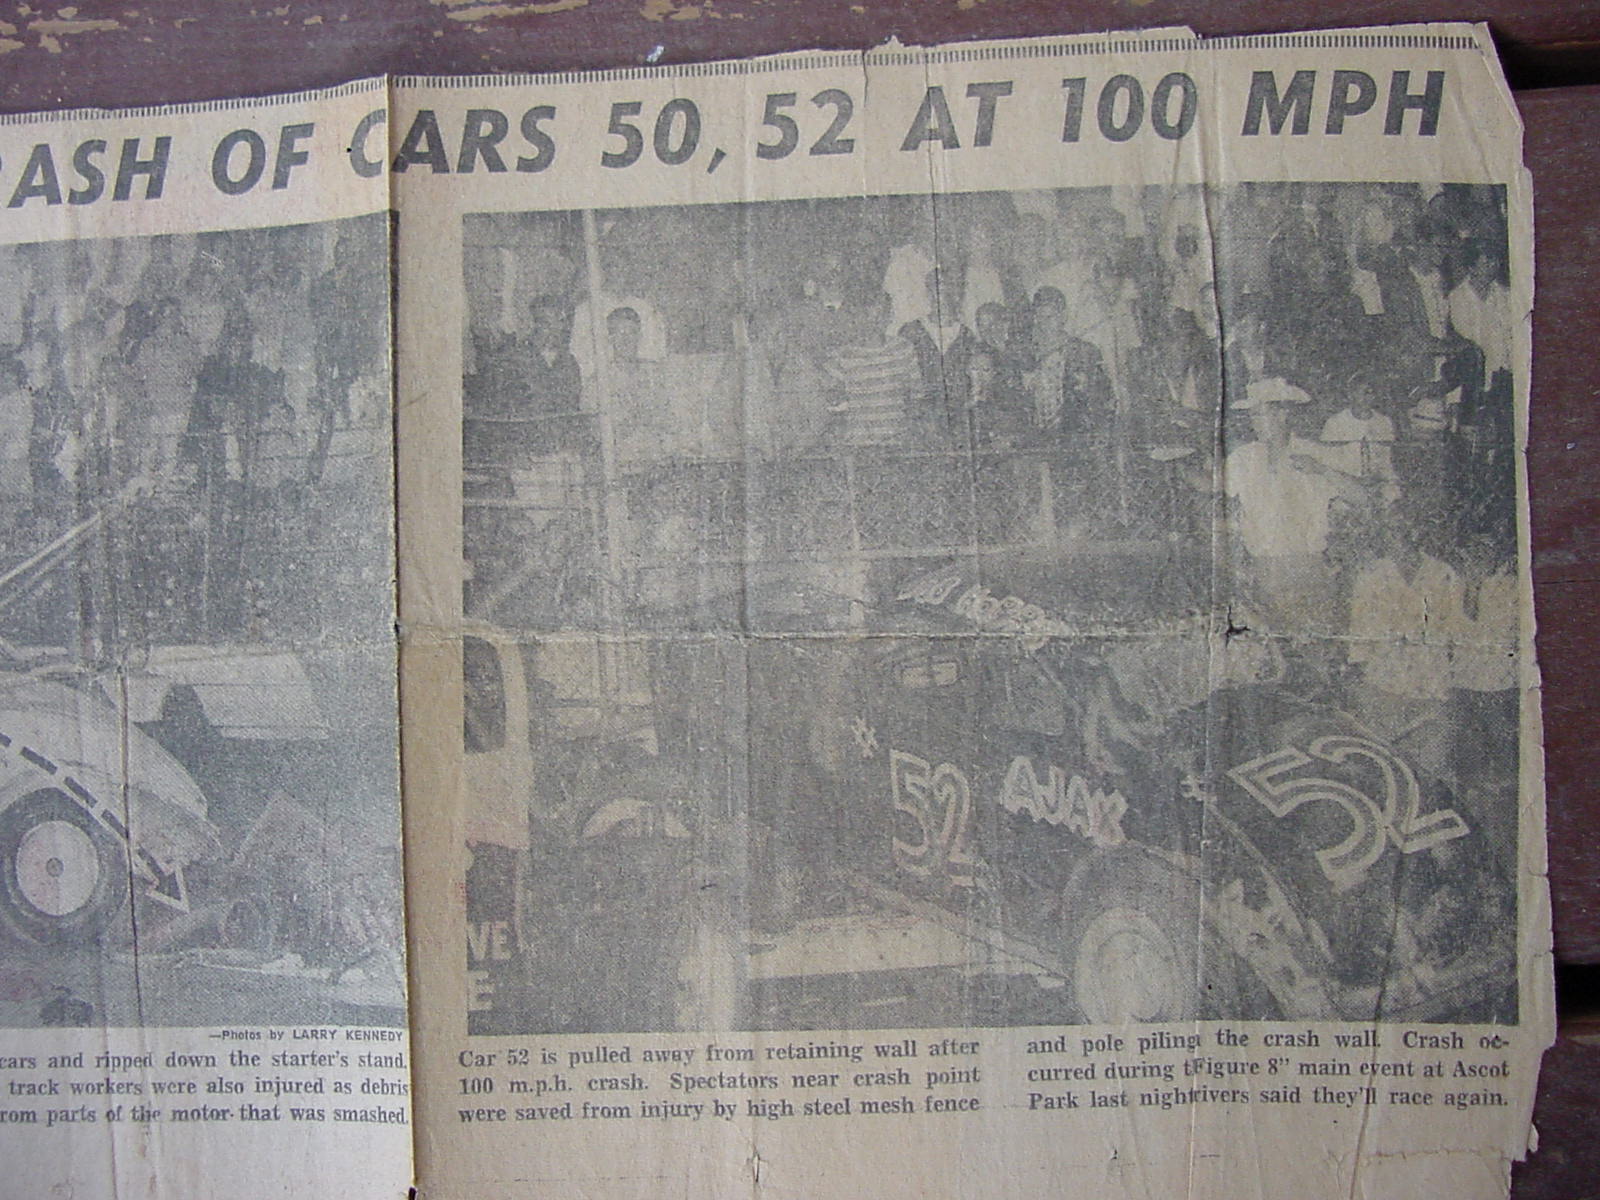 RASH OF CARS 50, 52 AT 100 MPH
# 52 AJAX # 52
VE
E
—Photos by LARRY KENNEDY
cars and ripped down the starter's stand.
track workers were also injured as debris
rom parts of the motor that was smashed.
Car 52 is pulled away from retaining wall after
100 m.p.h. crash. Spectators near crash point
were saved from injury by high steel mesh fence
and pole piling the crash wall. Crash oc-
curred during t Figure 8" main event at Ascot
Park last night rivers said they'll race again.